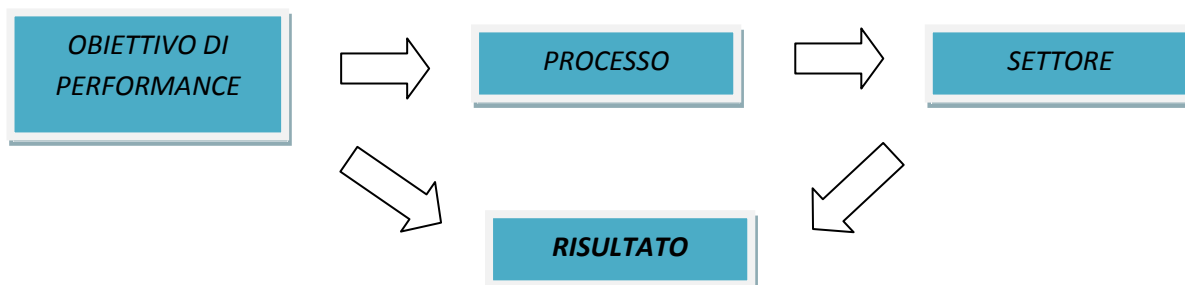 OBIETTIVO DI
PERFORMANCE
PROCESSO
SETTORE
RISULTATO